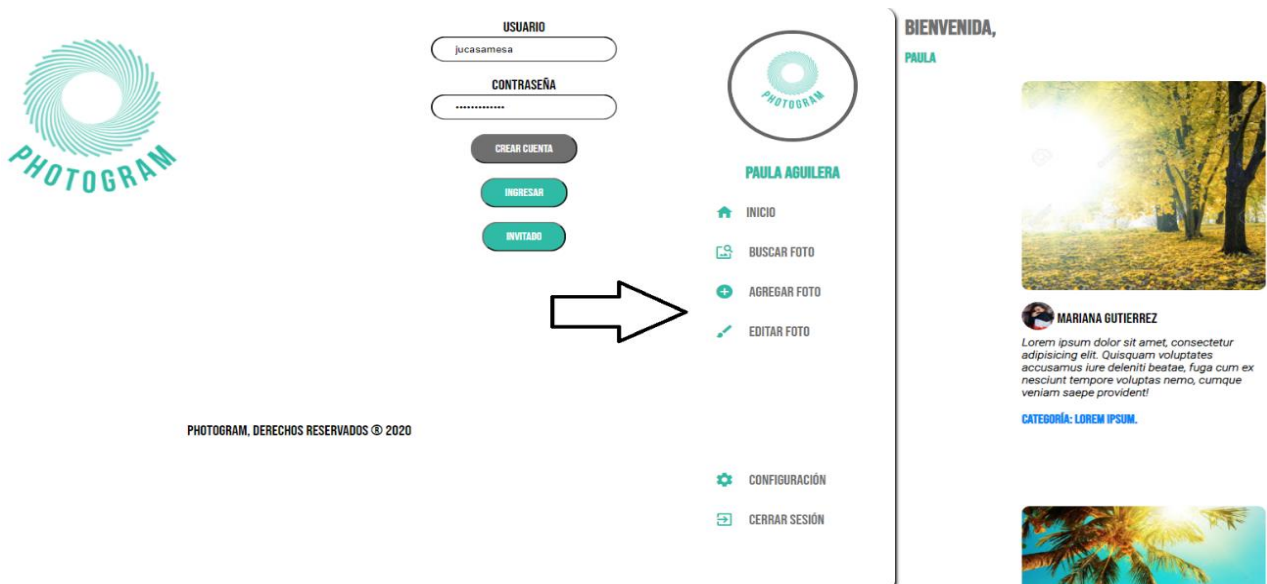 PHOTOGRAM
USUARIO
jucasamesa
CONTRASEÑA
CREAR CUENTA
INGRESAR
INVITADO
PHOTOGRAM, DERECHOS RESERVADOS ® 2020
PHOTOGRAM
PAULA AGUILERA
INICIO
BUSCAR FOTO
AGREGAR FOTO
EDITAR FOTO
CONFIGURACIÓN
CERRAR SESIÓN
BIENVENIDA,
PAULA
MARIANA GUTIERREZ
Lorem ipsum dolor sit amet, consectetur
adipisicing elit. Quisquam voluptates
accusamus iure deleniti beatae, fuga cum ex
nesciunt tempore voluptas nemo, cumque
veniam saepe provident!
CATEGORÍA: LOREM IPSUM.